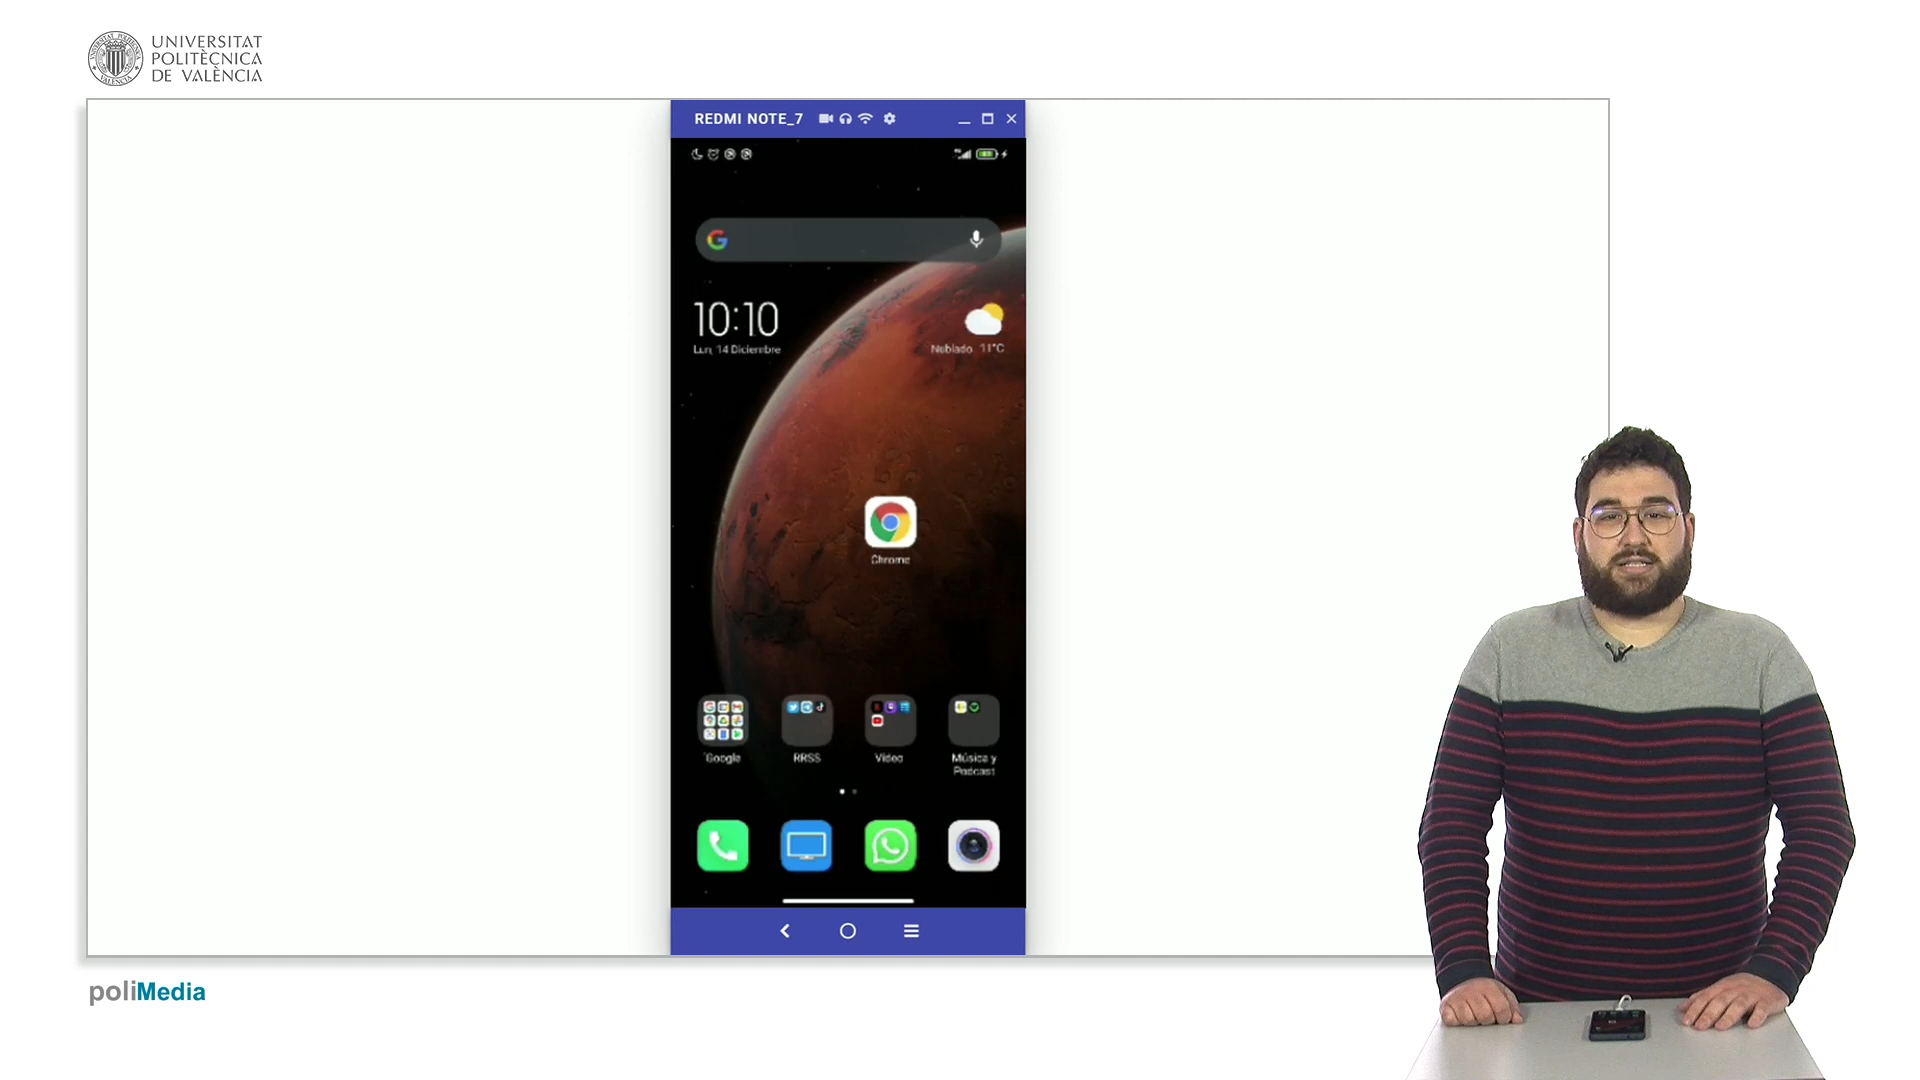 UNIVERSITAT
POLITÈCNICA
DE VALÈNCIA
REDMI NOTE_7
10:10
Lun, 14 Diciembre
Nublado 11°C
Chrome
Google
RRSS
Vídeo
Música y
Podcast
poliMedia